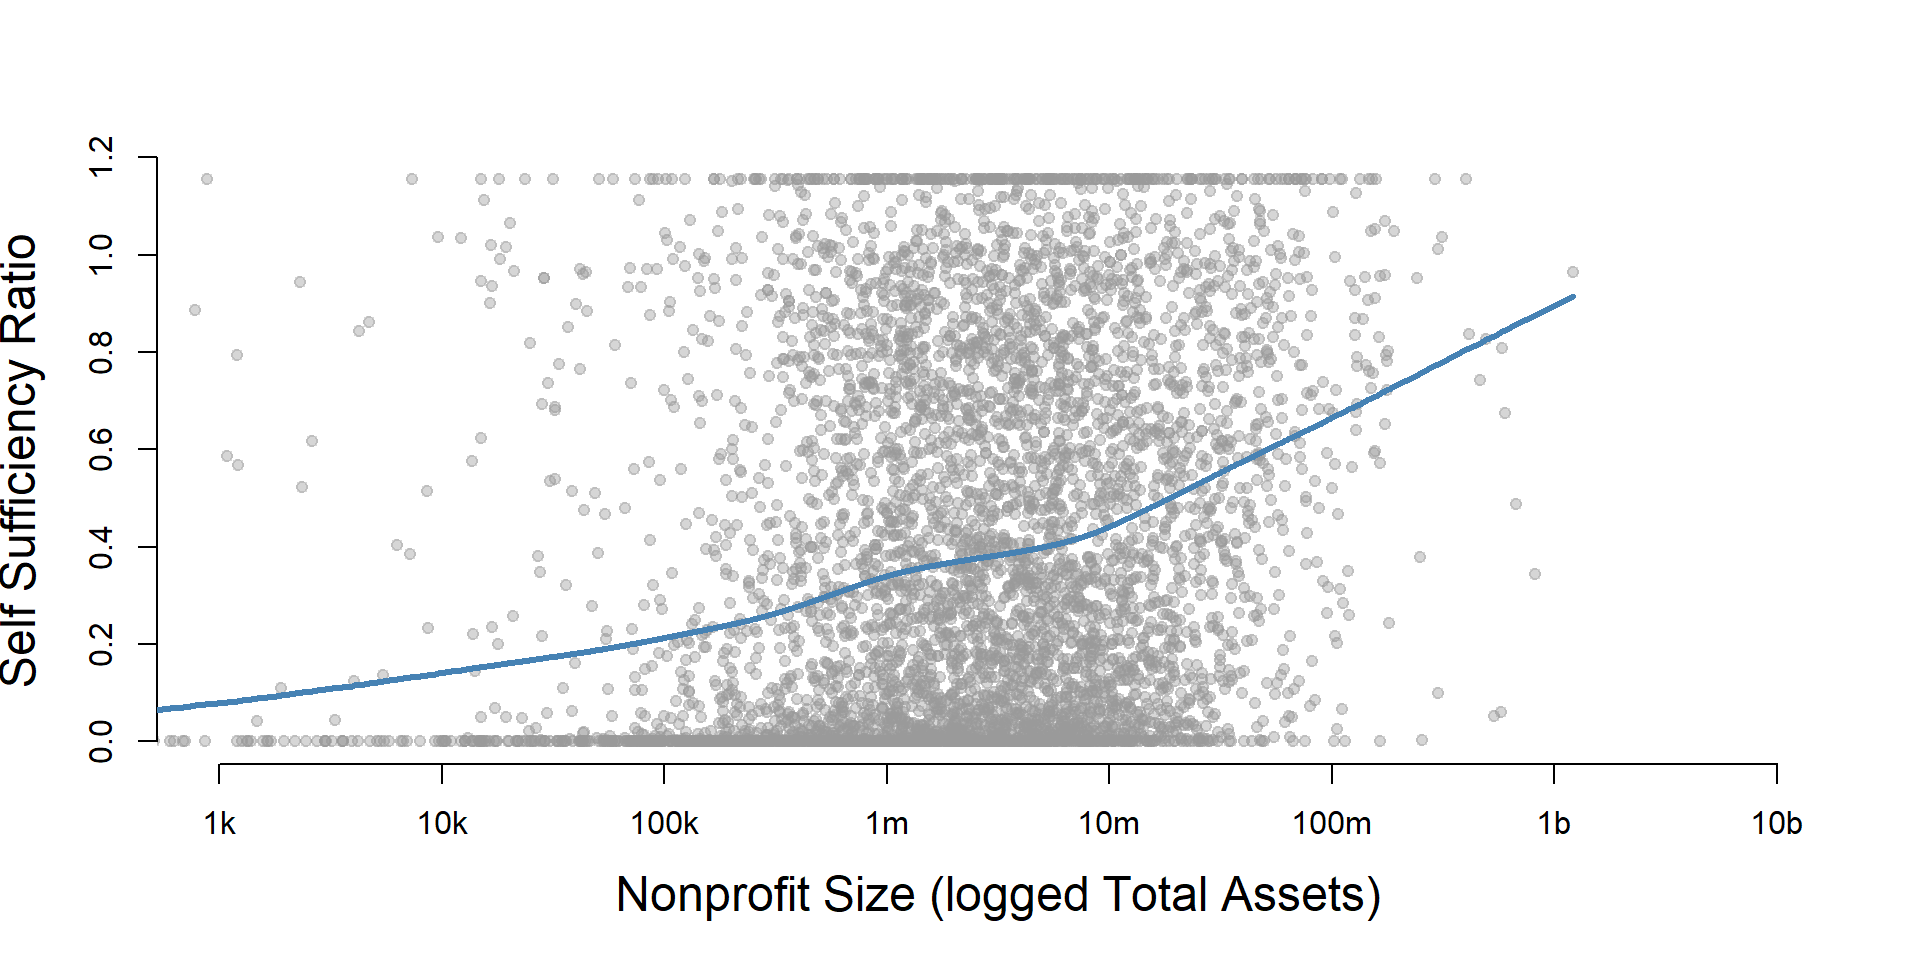 Self Sufficiency Ratio
1.2
1.0
0.8
0.6
0.4
0.2
0.0
1k 10k 100k 1m 10m 100m 1b 10b
Nonprofit Size (logged Total Assets)